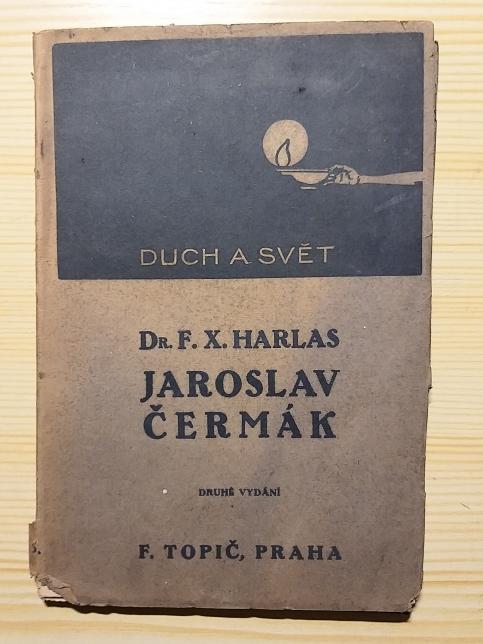 DUCH A SVĚT
DR. F. X. HARLAS
JAROSLAV
ČERMÁK
DRUHÉ VYDÁNÍ
F. TOPIČ, PRAHA